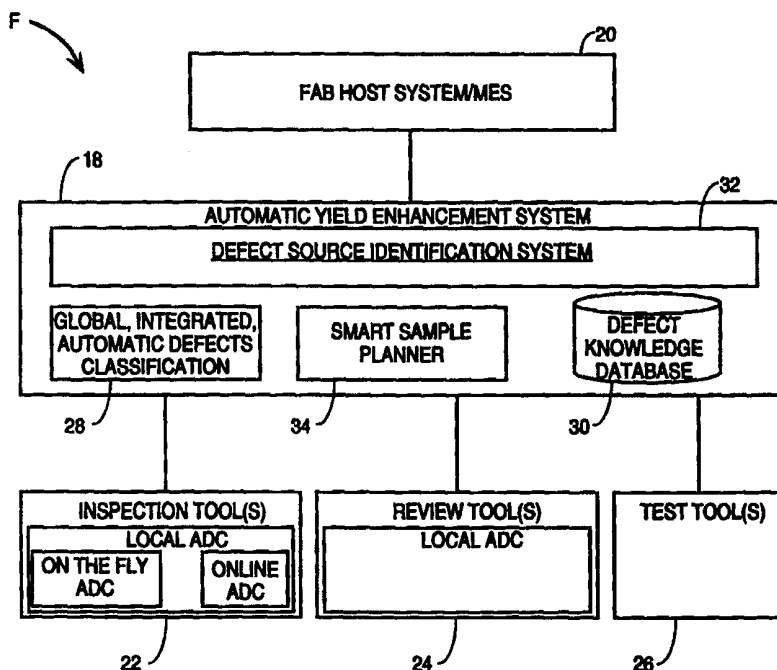 F
20
FAB HOST SYSTEM/MES
18
32
AUTOMATIC YIELD ENHANCEMENT SYSTEM
DEFECT SOURCE IDENTIFICATION SYSTEM
GLOBAL, INTEGRATED,
AUTOMATIC DEFECTS
CLASSIFICATION
SMART SAMPLE
PLANNER
DEFECT
KNOWLEDGE
DATABASE
28
34
30
INSPECTION TOOL(S)
LOCAL ADC
ON THE FLY
ADC
ONLINE
ADC
REVIEW TOOL(S)
LOCAL ADC
TEST TOOL(S)
22
24
26